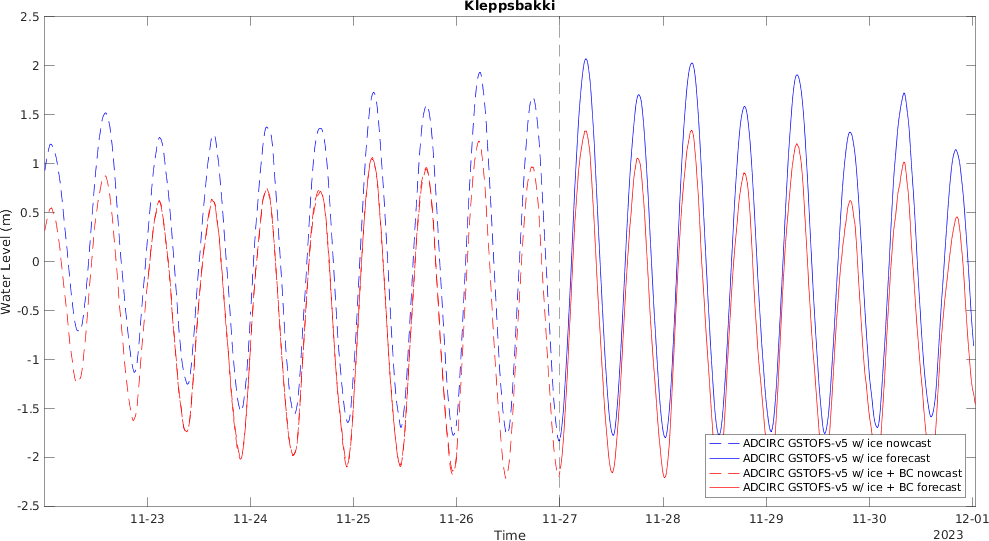 Kleppsbakki
2.5
2
1.5
1
0.5
0
-0.5
-1
-1.5
-2
-2.5
Water Level (m)
ADCIRC GSTOFS-v5 w/ ice nowcast
ADCIRC GSTOFS-v5 w/ ice forecast
ADCIRC GSTOFS-v5 w/ ice + BC nowcast
ADCIRC GSTOFS-v5 w/ ice + BC forecast
11-23 11-24 11-25 11-26 11-27 11-28 11-29 11-30 12-01
Time
2023